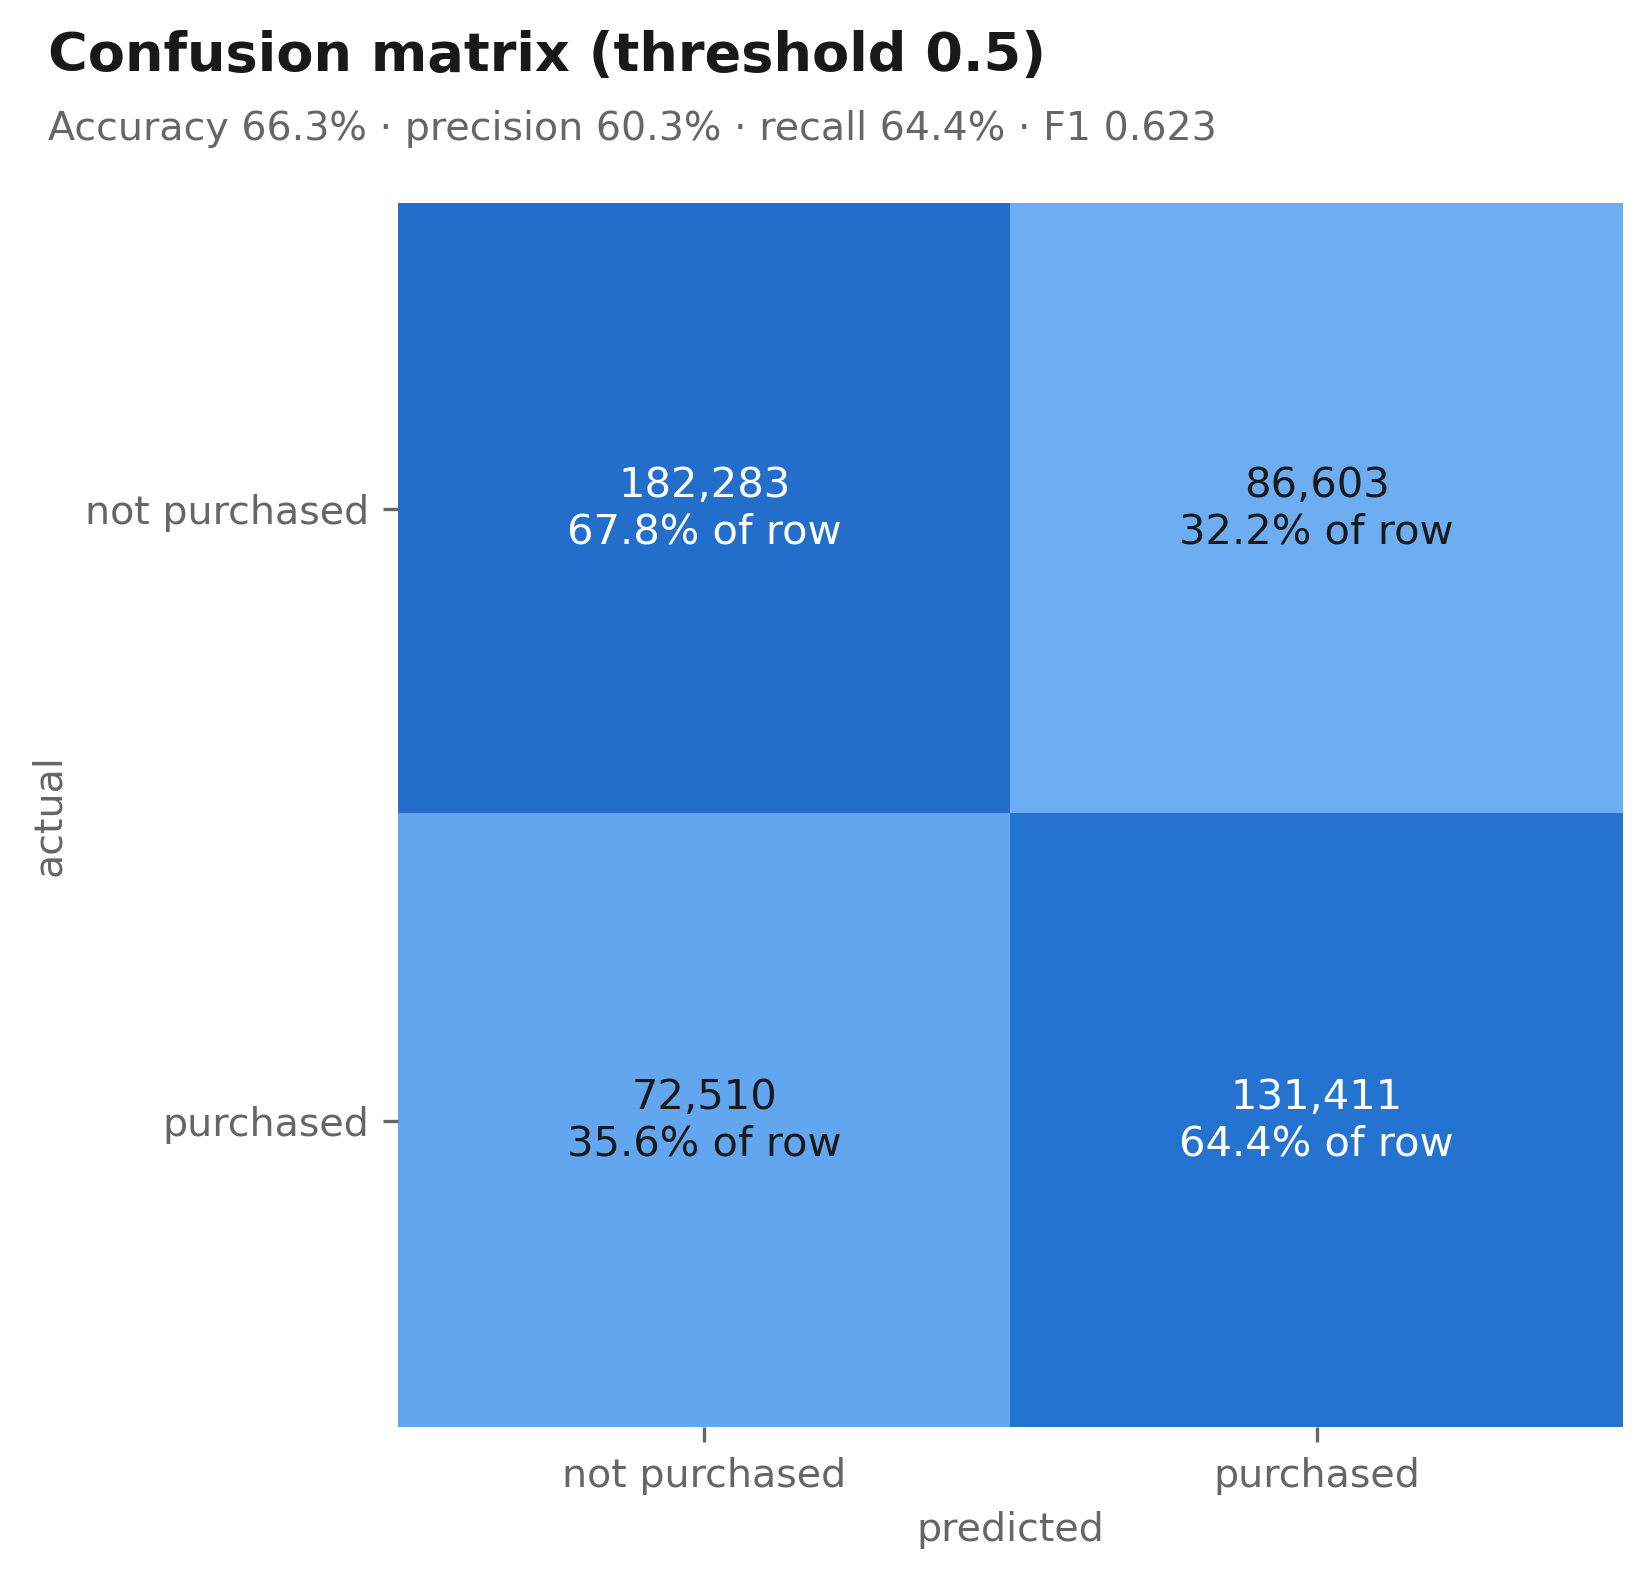 Confusion matrix (threshold 0.5)
Accuracy 66.3% · precision 60.3% · recall 64.4% · F1 0.623
actual
not purchased
182,283
67.8% of row
86,603
32.2% of row
purchased
72,510
35.6% of row
131,411
64.4% of row
not purchased
purchased
predicted